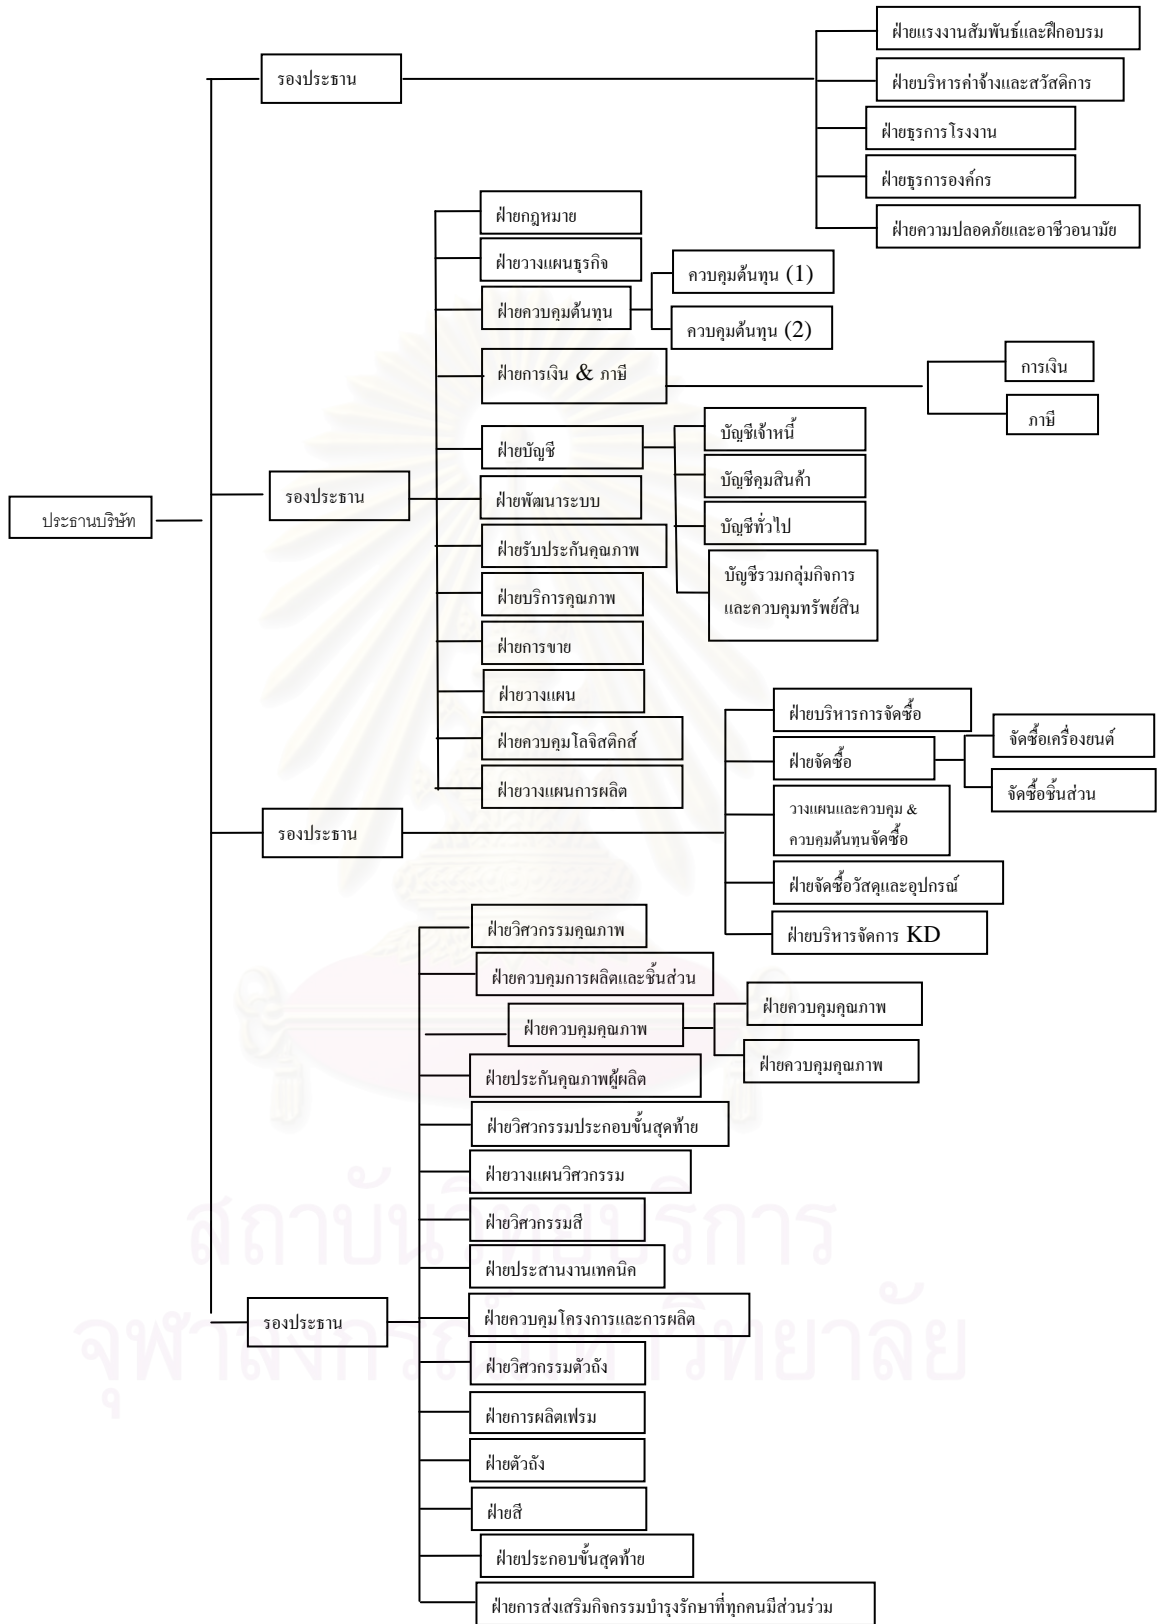 ประธานบริษัท
รองประธาน
ฝ่ายแรงงานสัมพันธ์และฝึกอบรม
ฝ่ายบริหารค่าจ้างและสวัสดิการ
ฝ่ายธุรการโรงงาน
ฝ่ายธุรการองค์กร
ฝ่ายความปลอดภัยและอาชีวอนามัย
รองประธาน
ฝ่ายกฎหมาย
ฝ่ายวางแผนธุรกิจ
ฝ่ายควบคุมต้นทุน
ควบคุมต้นทุน (1)
ควบคุมต้นทุน (2)
ฝ่ายการเงิน & ภาษี
การเงิน
ภาษี
ฝ่ายบัญชี
บัญชีเจ้าหนี้
บัญชีคุมสินค้า
บัญชีทั่วไป
บัญชีรวมกลุ่มกิจการ
และควบคุมทรัพย์สิน
ฝ่ายพัฒนาระบบ
ฝ่ายรับประกันคุณภาพ
ฝ่ายบริการคุณภาพ
ฝ่ายการขาย
ฝ่ายวางแผน
ฝ่ายควบคุมโลจิสติกส์
ฝ่ายวางแผนการผลิต
รองประธาน
ฝ่ายบริหารการจัดซื้อ
ฝ่ายจัดซื้อ
จัดซื้อเครื่องยนต์
จัดซื้อชิ้นส่วน
วางแผนและควบคุม &
ควบคุมต้นทุนจัดซื้อ
ฝ่ายจัดซื้อวัสดุและอุปกรณ์
ฝ่ายบริหารจัดการ KD
รองประธาน
ฝ่ายวิศวกรรมคุณภาพ
ฝ่ายควบคุมการผลิตและชิ้นส่วน
ฝ่ายควบคุมคุณภาพ
ฝ่ายควบคุมคุณภาพ
ฝ่ายควบคุมคุณภาพ
ฝ่ายประกันคุณภาพผู้ผลิต
ฝ่ายวิศวกรรมประกอบขั้นสุดท้าย
ฝ่ายวางแผนวิศวกรรม
ฝ่ายวิศวกรรมสี
ฝ่ายประสานงานเทคนิค
ฝ่ายควบคุมโครงการและการผลิต
ฝ่ายวิศวกรรมตัวถัง
ฝ่ายการผลิตเฟรม
ฝ่ายตัวถัง
ฝ่ายสี
ฝ่ายประกอบขั้นสุดท้าย
ฝ่ายการส่งเสริมกิจกรรมบำรุงรักษาที่ทุกคนมีส่วนร่วม
สถาบันวิทยบริการ
จุฬาลงกรณ์มหาวิทยาลัย